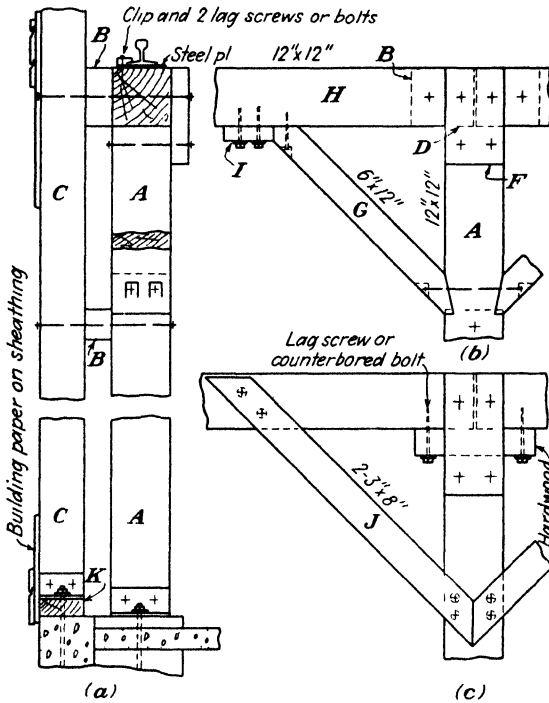 Clip and 2 lag screws or bolts
B
Steel pl
12"x12"
B
H
D
I
F
C
A
6"x12"
12"x12"
G
A
B
(b)
Building paper on sheathing
Lag screw or
counterbored bolt
2-3"x8"
J
Hardwood
C
A
K
(a)
(c)